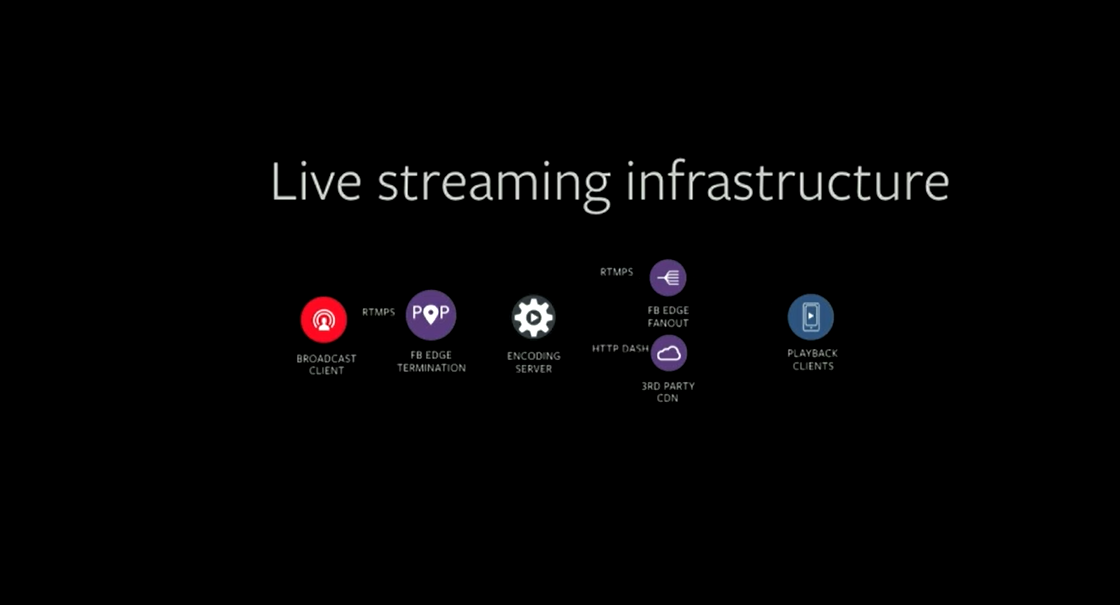 Live streaming infrastructure
RTMPS
BROADCAST
CLIENT
RTMPS
POP
FB EDGE
TERMINATION
ENCODING
SERVER
FB EDGE
FANOUT
HTTP DASH
3RD PARTY
CDN
PLAYBACK
CLIENTS